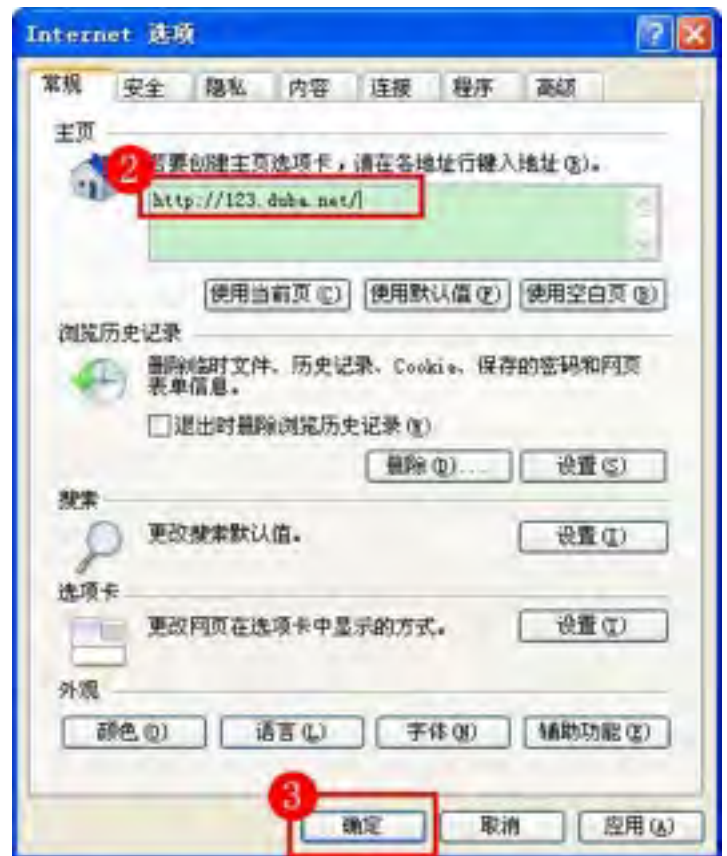 Internet 选项
常规 安全 隐私 内容 连接 程序 高级
主页
2
若要创建主页选项卡，请在各地址行键入地址(R)。
http://123.duba.net/
使用当前页(C) 使用默认值(F) 使用空白页(B)
浏览历史记录
删除临时文件、历史记录、Cookie、保存的密码和网页
表单信息。
退出时删除浏览历史记录(W)
删除(D)... 设置(S)
搜索
更改搜索默认值。 设置(I)
选项卡
更改网页在选项卡中显示的方式。 设置(T)
外观
颜色(O) 语言(L) 字体(N) 辅助功能(E)
3
确定 取消 应用(A)